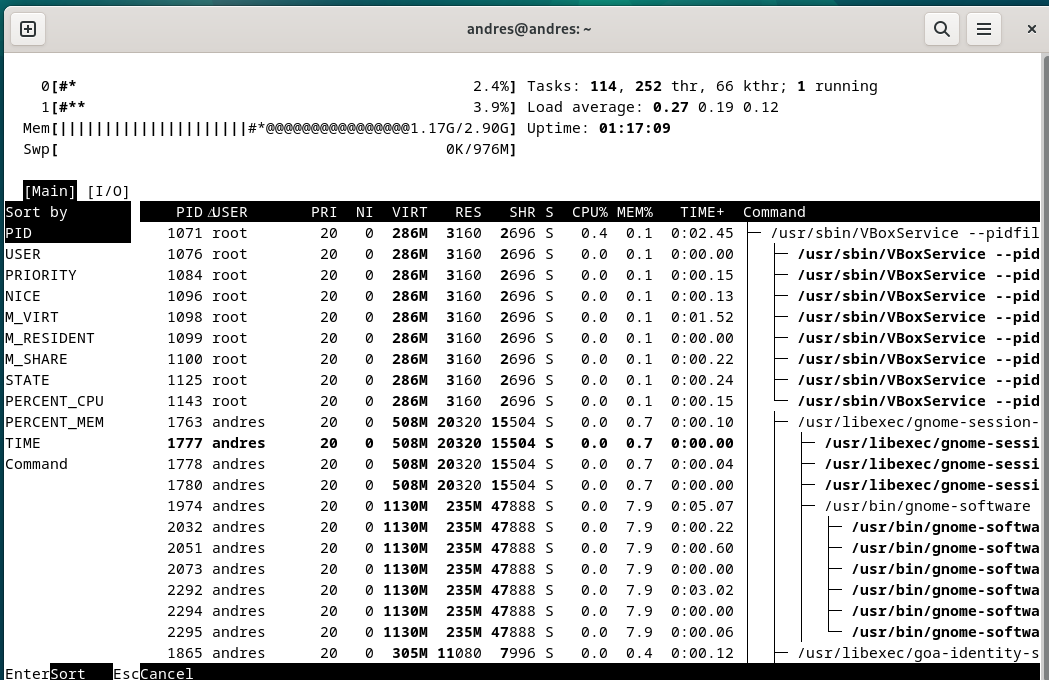 andres@andres: ~
0[#* 2.4%] Tasks: 114, 252 thr, 66 kthr; 1 running
1[#** 3.9%] Load average: 0.27 0.19 0.12
Mem[|||||||||||||||||||||#*@@@@@@@@@@@@@@@@1.17G/2.90G] Uptime: 01:17:09
Swp[ 0K/976M]
[Main] [I/O]
Sort by PID△USER PRI NI VIRT RES SHR S CPU% MEM% TIME+ Command
PID 1071 root 20 0 286M 3160 2696 S 0.4 0.1 0:02.45 ├─ /usr/sbin/VBoxService --pidfil
USER 1076 root 20 0 286M 3160 2696 S 0.0 0.1 0:00.00 │ ├─ /usr/sbin/VBoxService --pid
PRIORITY 1084 root 20 0 286M 3160 2696 S 0.0 0.1 0:00.15 │ ├─ /usr/sbin/VBoxService --pid
NICE 1096 root 20 0 286M 3160 2696 S 0.0 0.1 0:00.13 │ ├─ /usr/sbin/VBoxService --pid
M_VIRT 1098 root 20 0 286M 3160 2696 S 0.0 0.1 0:01.52 │ ├─ /usr/sbin/VBoxService --pid
M_RESIDENT 1099 root 20 0 286M 3160 2696 S 0.0 0.1 0:00.00 │ ├─ /usr/sbin/VBoxService --pid
M_SHARE 1100 root 20 0 286M 3160 2696 S 0.0 0.1 0:00.22 │ ├─ /usr/sbin/VBoxService --pid
STATE 1125 root 20 0 286M 3160 2696 S 0.0 0.1 0:00.24 │ ├─ /usr/sbin/VBoxService --pid
PERCENT_CPU 1143 root 20 0 286M 3160 2696 S 0.0 0.1 0:00.15 │ └─ /usr/sbin/VBoxService --pid
PERCENT_MEM 1763 andres 20 0 508M 20320 15504 S 0.0 0.7 0:00.10 │ ├─ /usr/libexec/gnome-session-
TIME 1777 andres 20 0 508M 20320 15504 S 0.0 0.7 0:00.00 │ │ ├─ /usr/libexec/gnome-sessi
Command 1778 andres 20 0 508M 20320 15504 S 0.0 0.7 0:00.04 │ │ ├─ /usr/libexec/gnome-sessi
1780 andres 20 0 508M 20320 15504 S 0.0 0.7 0:00.00 │ │ ├─ /usr/libexec/gnome-sessi
1974 andres 20 0 1130M 235M 47888 S 0.0 7.9 0:05.07 │ │ ├─ /usr/bin/gnome-software
2032 andres 20 0 1130M 235M 47888 S 0.0 7.9 0:00.22 │ │ │ ├─ /usr/bin/gnome-softwa
2051 andres 20 0 1130M 235M 47888 S 0.0 7.9 0:00.60 │ │ │ ├─ /usr/bin/gnome-softwa
2073 andres 20 0 1130M 235M 47888 S 0.0 7.9 0:00.00 │ │ │ ├─ /usr/bin/gnome-softwa
2292 andres 20 0 1130M 235M 47888 S 0.0 7.9 0:03.02 │ │ │ ├─ /usr/bin/gnome-softwa
2294 andres 20 0 1130M 235M 47888 S 0.0 7.9 0:00.00 │ │ │ ├─ /usr/bin/gnome-softwa
2295 andres 20 0 1130M 235M 47888 S 0.0 7.9 0:00.06 │ │ │ └─ /usr/bin/gnome-softwa
1865 andres 20 0 305M 11080 7996 S 0.0 0.4 0:00.12 │ ├─ /usr/libexec/goa-identity-s
EnterSort EscCancel